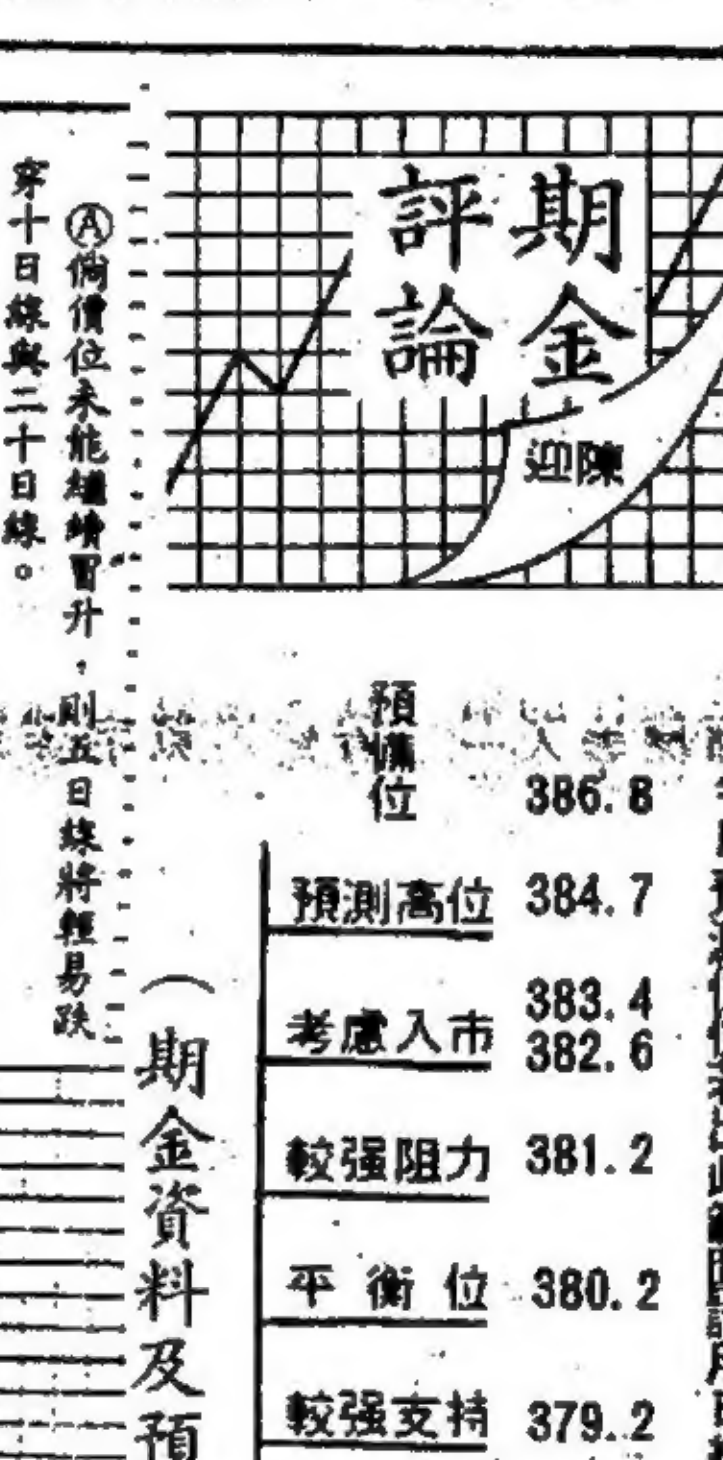 期金
評論
陳迎
預備位 386.8
預測高位 384.7
考慮入市 383.4
382.6
較强阻力 381.2
平衡位 380.2
較强支持 379.2
(期金資料及預
Ⓐ倘價位未能繼續冒升,則五日線將輕易跌
穿十日線與二十日線。